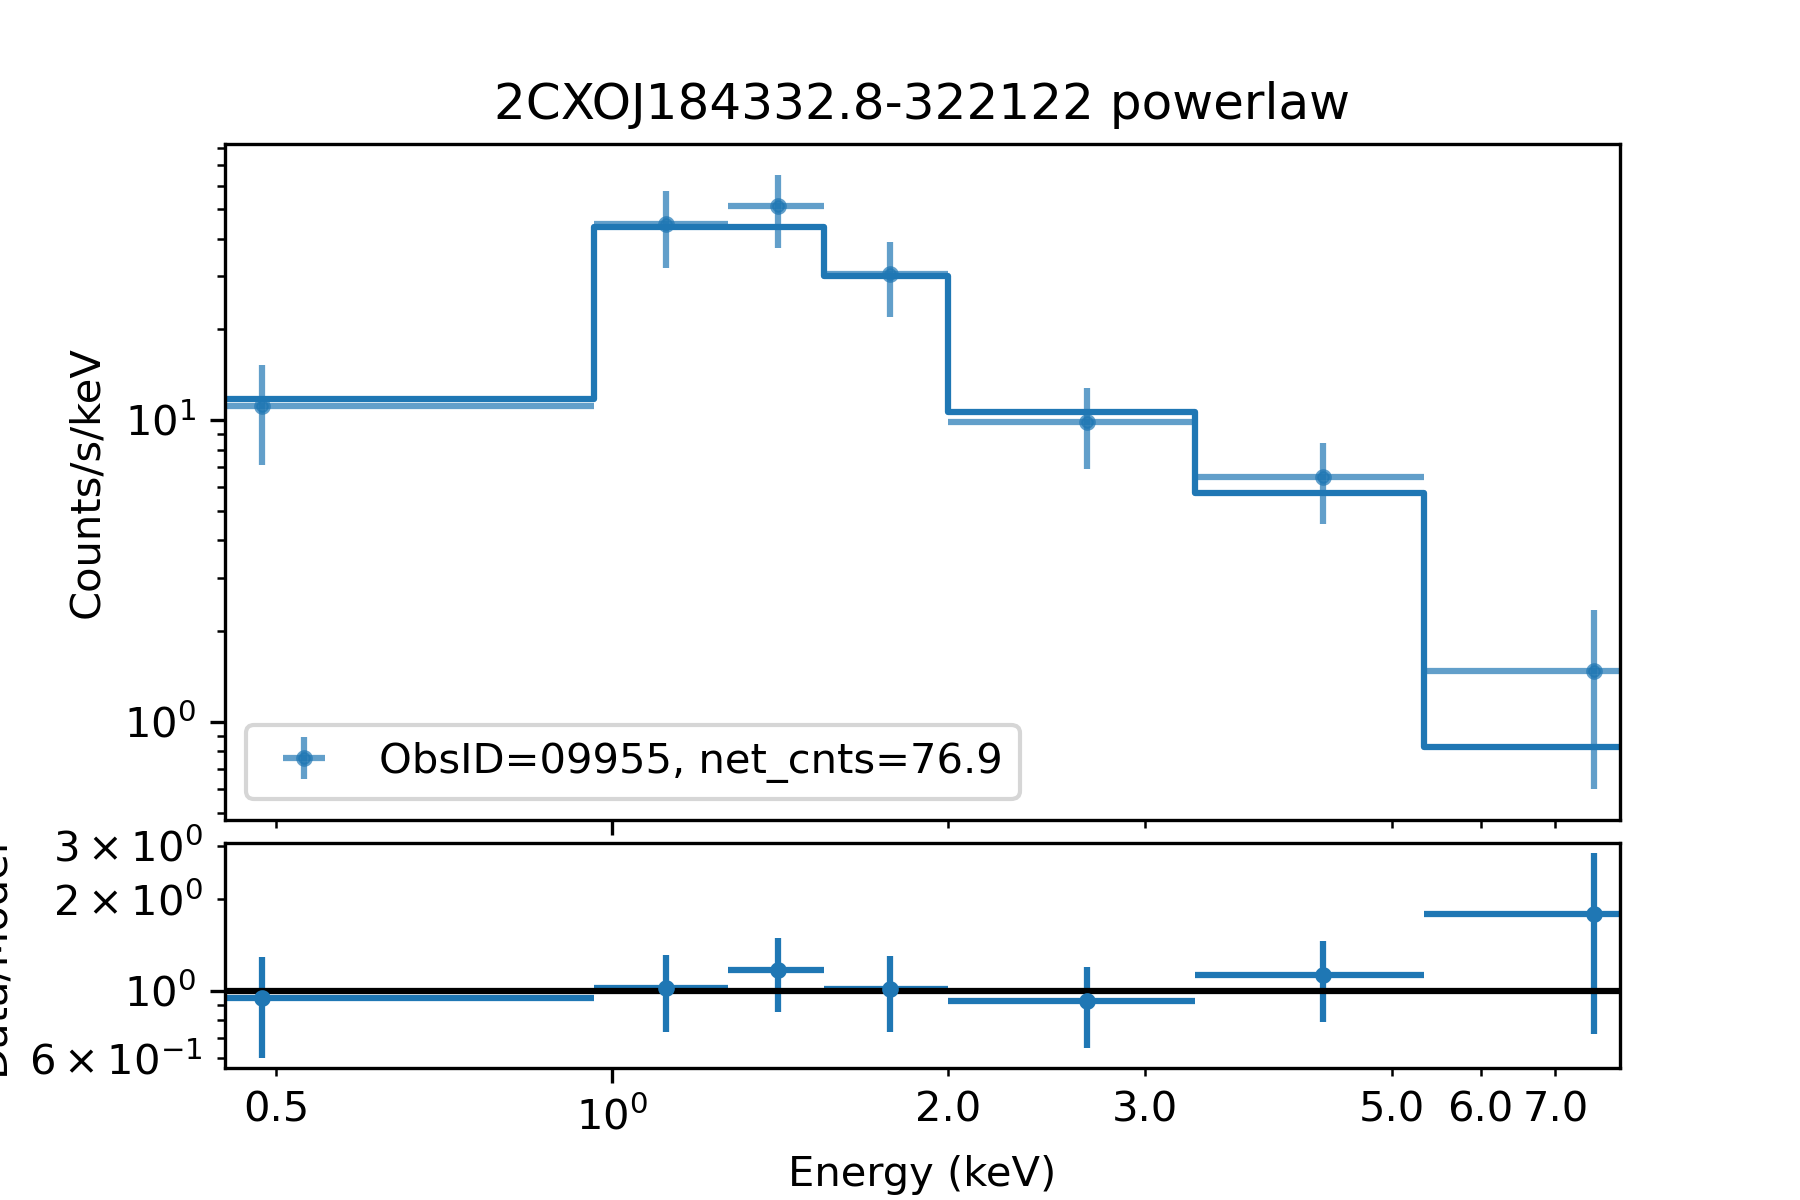 2CXOJ184332.8-322122 powerlaw
Counts/s/keV
10¹
10⁰
ObsID=09955, net_cnts=76.9
3 × 10⁰
2 × 10⁰
10⁰
6 × 10⁻¹
0.5 10⁰ 2.0 3.0 5.0 6.0 7.0
Energy (keV)